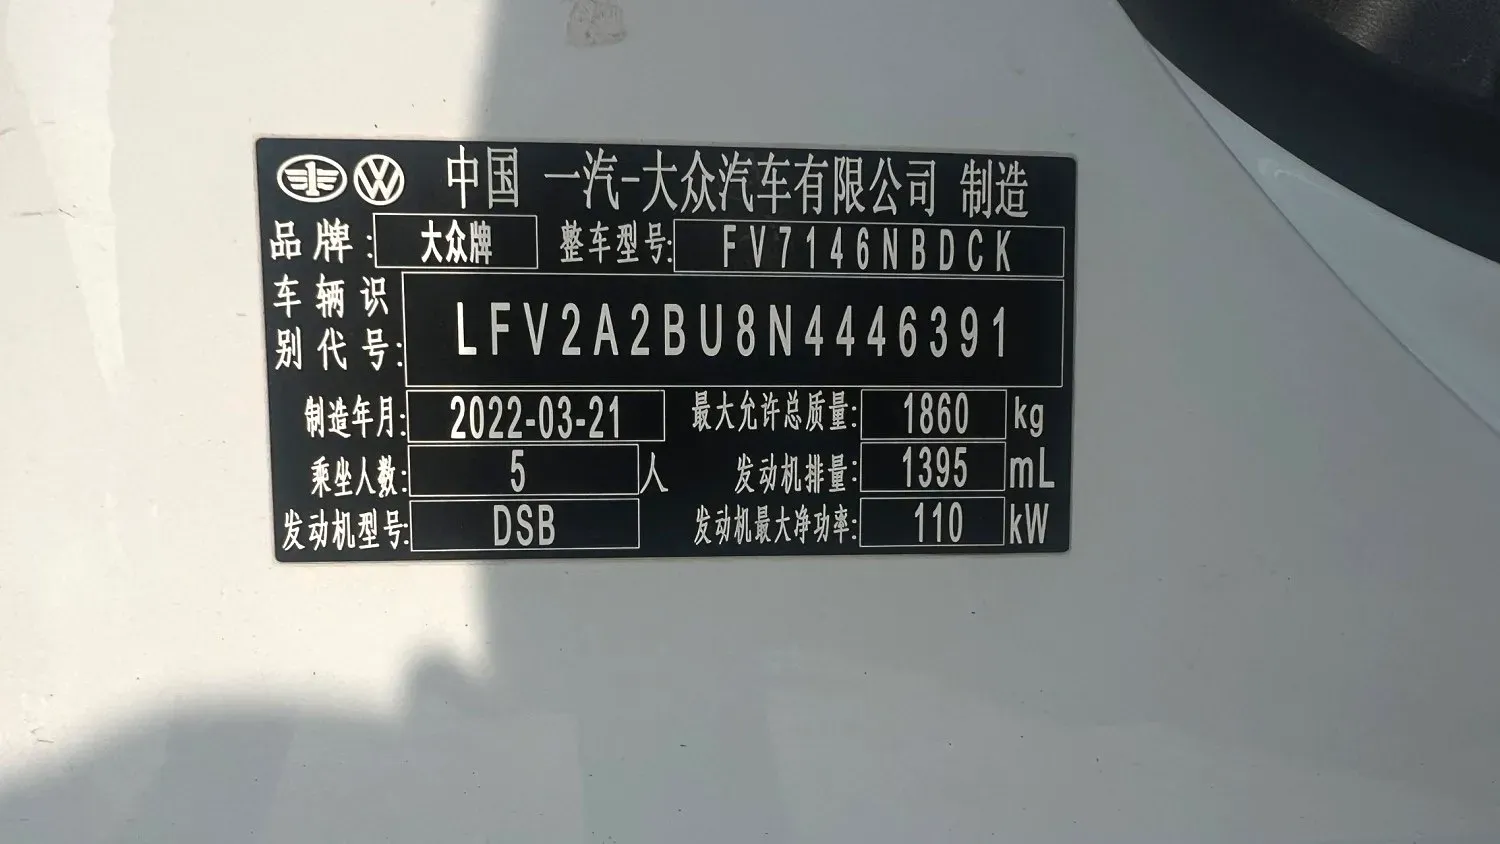 中国 一汽-大众汽车有限公司 制造
品牌: 大众牌 整车型号: FV7146NBDCK
车辆识别代号: LFV2A2BU8N4446391
制造年月: 2022-03-21 最大允许总质量: 1860 kg
乘坐人数: 5 人 发动机排量: 1395 mL
发动机型号: DSB 发动机最大净功率: 110 kW